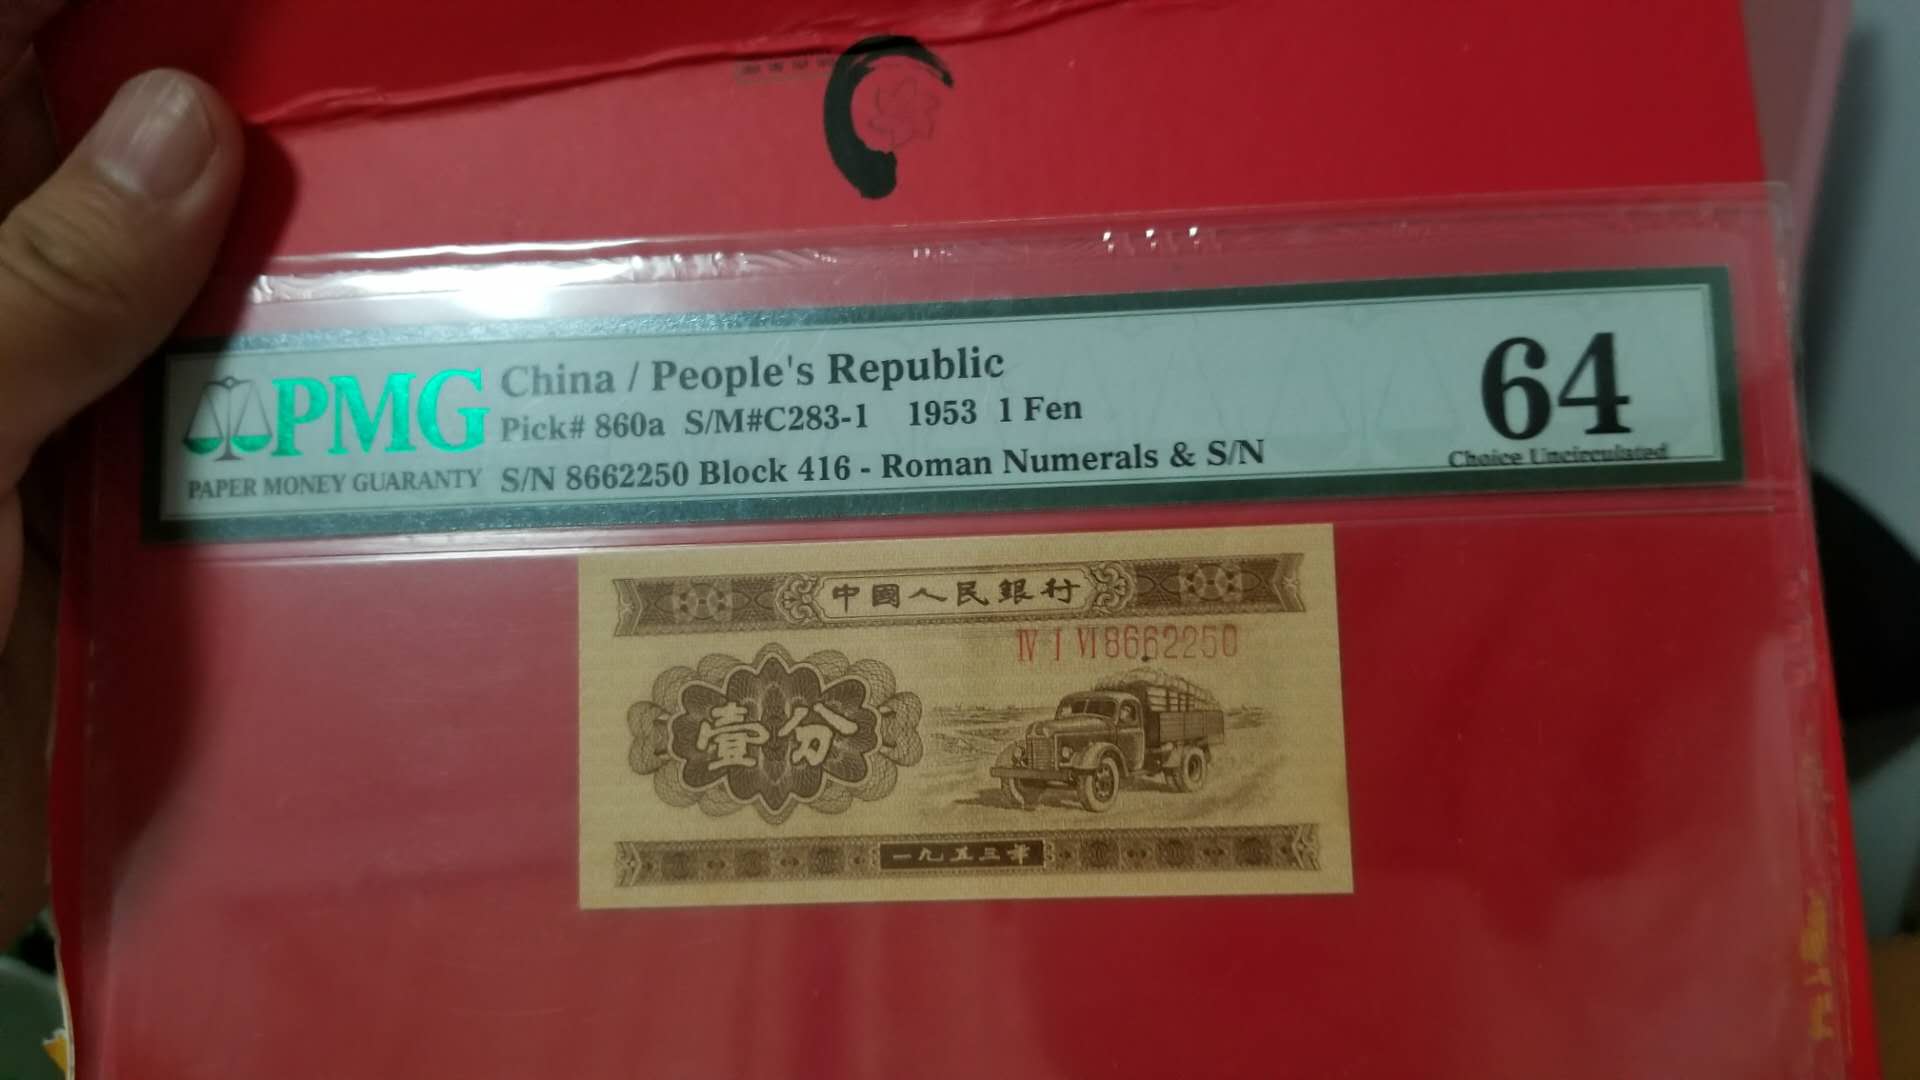 PMG
PAPER MONEY GUARANTY
China / People's Republic
Pick# 860a S/M#C283-1 1953 1 Fen
S/N 8662250 Block 416 - Roman Numerals & S/N
64
Choice Uncirculated
中國人民銀行
Ⅳ Ⅰ Ⅵ 8662250
壹分
一九五三年